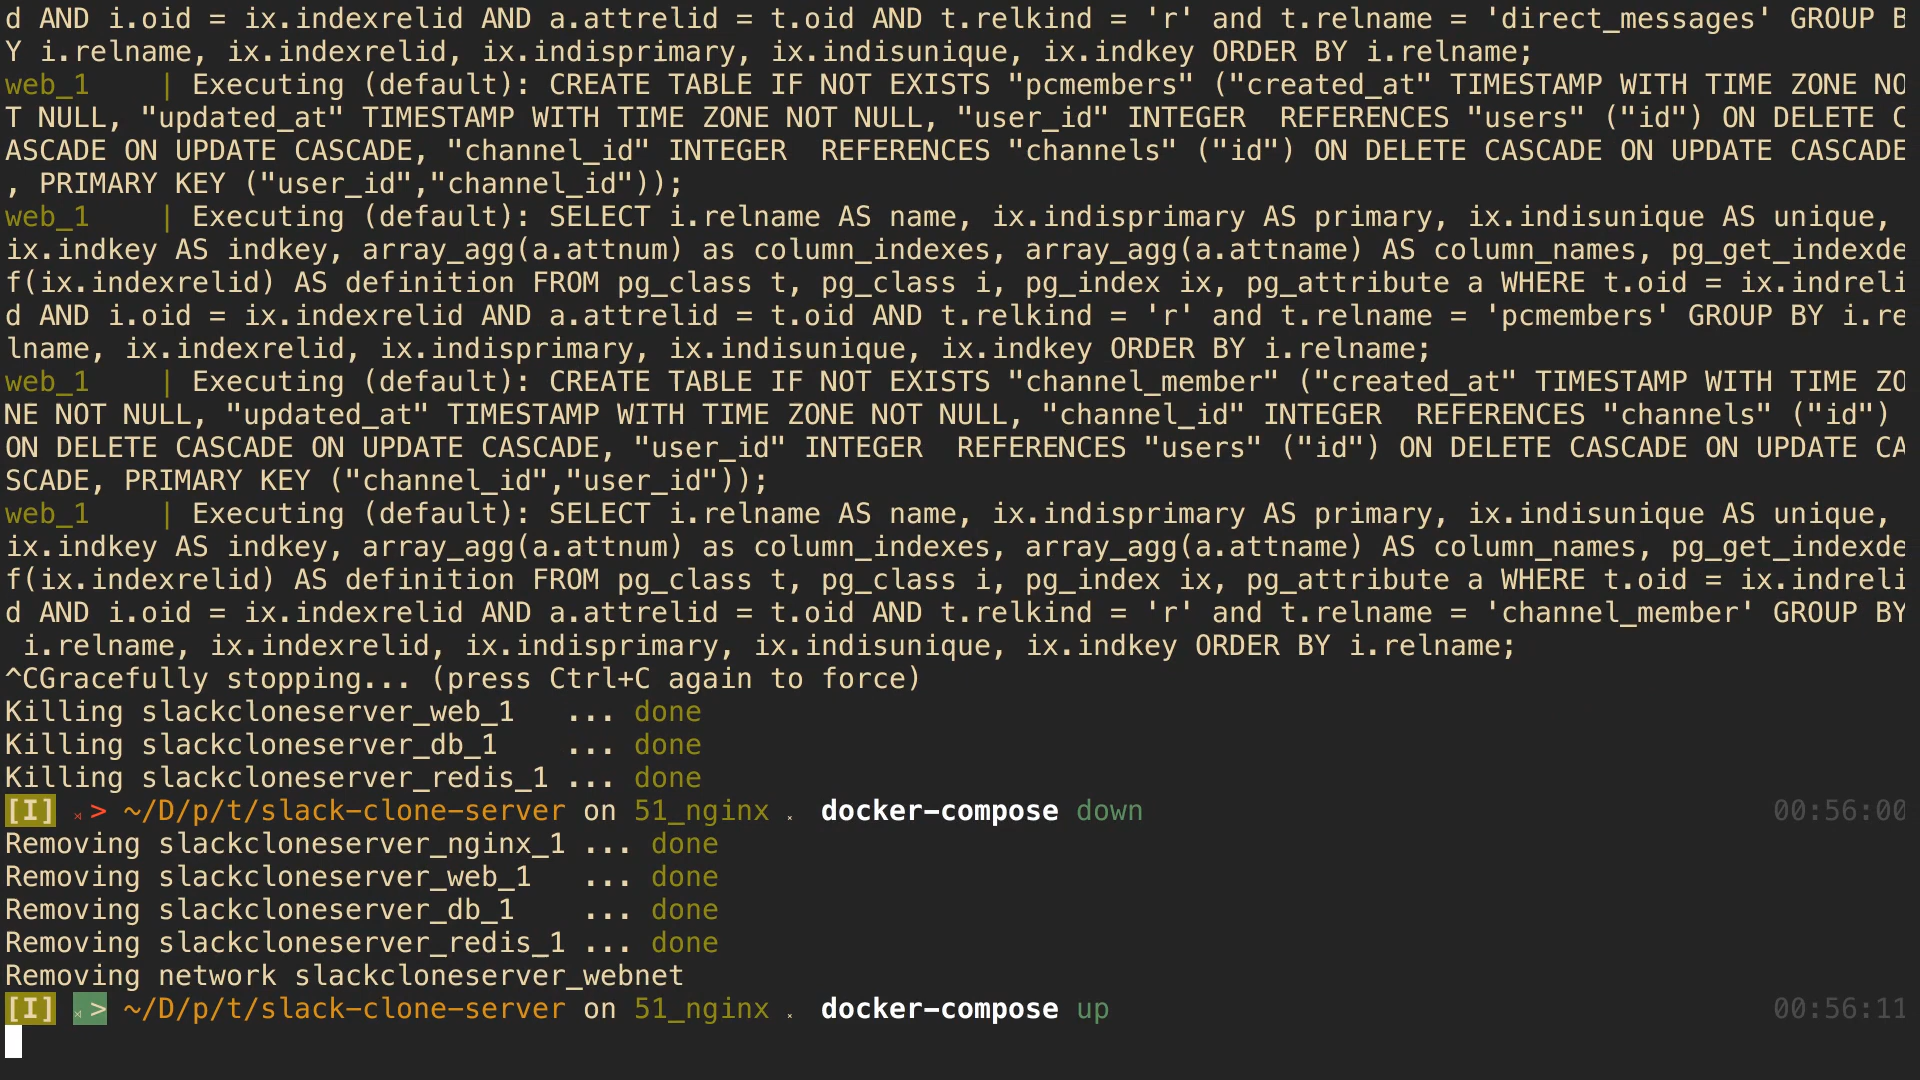 d AND i.oid = ix.indexrelid AND a.attrelid = t.oid AND t.relkind = 'r' and t.relname = 'direct_messages' GROUP B
Y i.relname, ix.indexrelid, ix.indisprimary, ix.indisunique, ix.indkey ORDER BY i.relname;
web_1    | Executing (default): CREATE TABLE IF NOT EXISTS "pcmembers" ("created_at" TIMESTAMP WITH TIME ZONE NO
T NULL, "updated_at" TIMESTAMP WITH TIME ZONE NOT NULL, "user_id" INTEGER  REFERENCES "users" ("id") ON DELETE C
ASCADE ON UPDATE CASCADE, "channel_id" INTEGER  REFERENCES "channels" ("id") ON DELETE CASCADE ON UPDATE CASCADE
, PRIMARY KEY ("user_id","channel_id"));
web_1    | Executing (default): SELECT i.relname AS name, ix.indisprimary AS primary, ix.indisunique AS unique,
ix.indkey AS indkey, array_agg(a.attnum) as column_indexes, array_agg(a.attname) AS column_names, pg_get_indexde
f(ix.indexrelid) AS definition FROM pg_class t, pg_class i, pg_index ix, pg_attribute a WHERE t.oid = ix.indreli
d AND i.oid = ix.indexrelid AND a.attrelid = t.oid AND t.relkind = 'r' and t.relname = 'pcmembers' GROUP BY i.re
lname, ix.indexrelid, ix.indisprimary, ix.indisunique, ix.indkey ORDER BY i.relname;
web_1    | Executing (default): CREATE TABLE IF NOT EXISTS "channel_member" ("created_at" TIMESTAMP WITH TIME ZO
NE NOT NULL, "updated_at" TIMESTAMP WITH TIME ZONE NOT NULL, "channel_id" INTEGER  REFERENCES "channels" ("id")
ON DELETE CASCADE ON UPDATE CASCADE, "user_id" INTEGER  REFERENCES "users" ("id") ON DELETE CASCADE ON UPDATE CA
SCADE, PRIMARY KEY ("channel_id","user_id"));
web_1    | Executing (default): SELECT i.relname AS name, ix.indisprimary AS primary, ix.indisunique AS unique,
ix.indkey AS indkey, array_agg(a.attnum) as column_indexes, array_agg(a.attname) AS column_names, pg_get_indexde
f(ix.indexrelid) AS definition FROM pg_class t, pg_class i, pg_index ix, pg_attribute a WHERE t.oid = ix.indreli
d AND i.oid = ix.indexrelid AND a.attrelid = t.oid AND t.relkind = 'r' and t.relname = 'channel_member' GROUP BY
 i.relname, ix.indexrelid, ix.indisprimary, ix.indisunique, ix.indkey ORDER BY i.relname;
^CGracefully stopping... (press Ctrl+C again to force)
Killing slackcloneserver_web_1   ... done
Killing slackcloneserver_db_1    ... done
Killing slackcloneserver_redis_1 ... done
[I] > ~/D/p/t/slack-clone-server on 51_nginx . docker-compose down 00:56:00
Removing slackcloneserver_nginx_1 ... done
Removing slackcloneserver_web_1   ... done
Removing slackcloneserver_db_1    ... done
Removing slackcloneserver_redis_1 ... done
Removing network slackcloneserver_webnet
[I] > ~/D/p/t/slack-clone-server on 51_nginx . docker-compose up 00:56:11